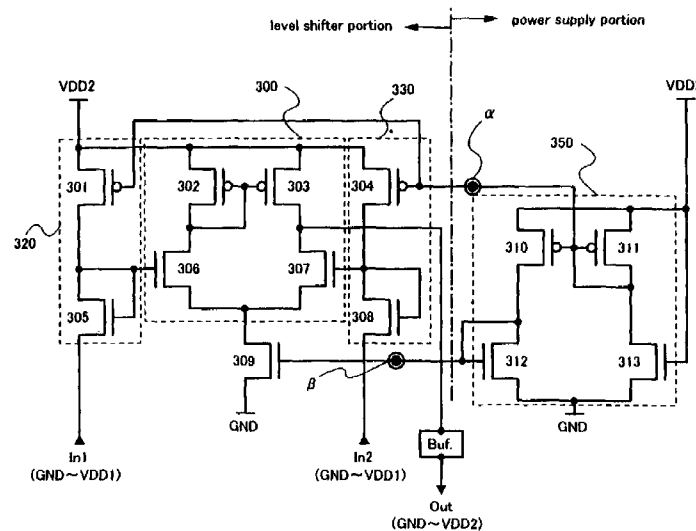 level shifter portion
power supply portion
VDD2
300
330
VDD
α
350
301
302
303
304
320
310
311
306
307
305
308
309
312
313
β
GND
GND
Buf.
In1
(GND~VDD1)
In2
(GND~VDD1)
Out
(GND~VDD2)